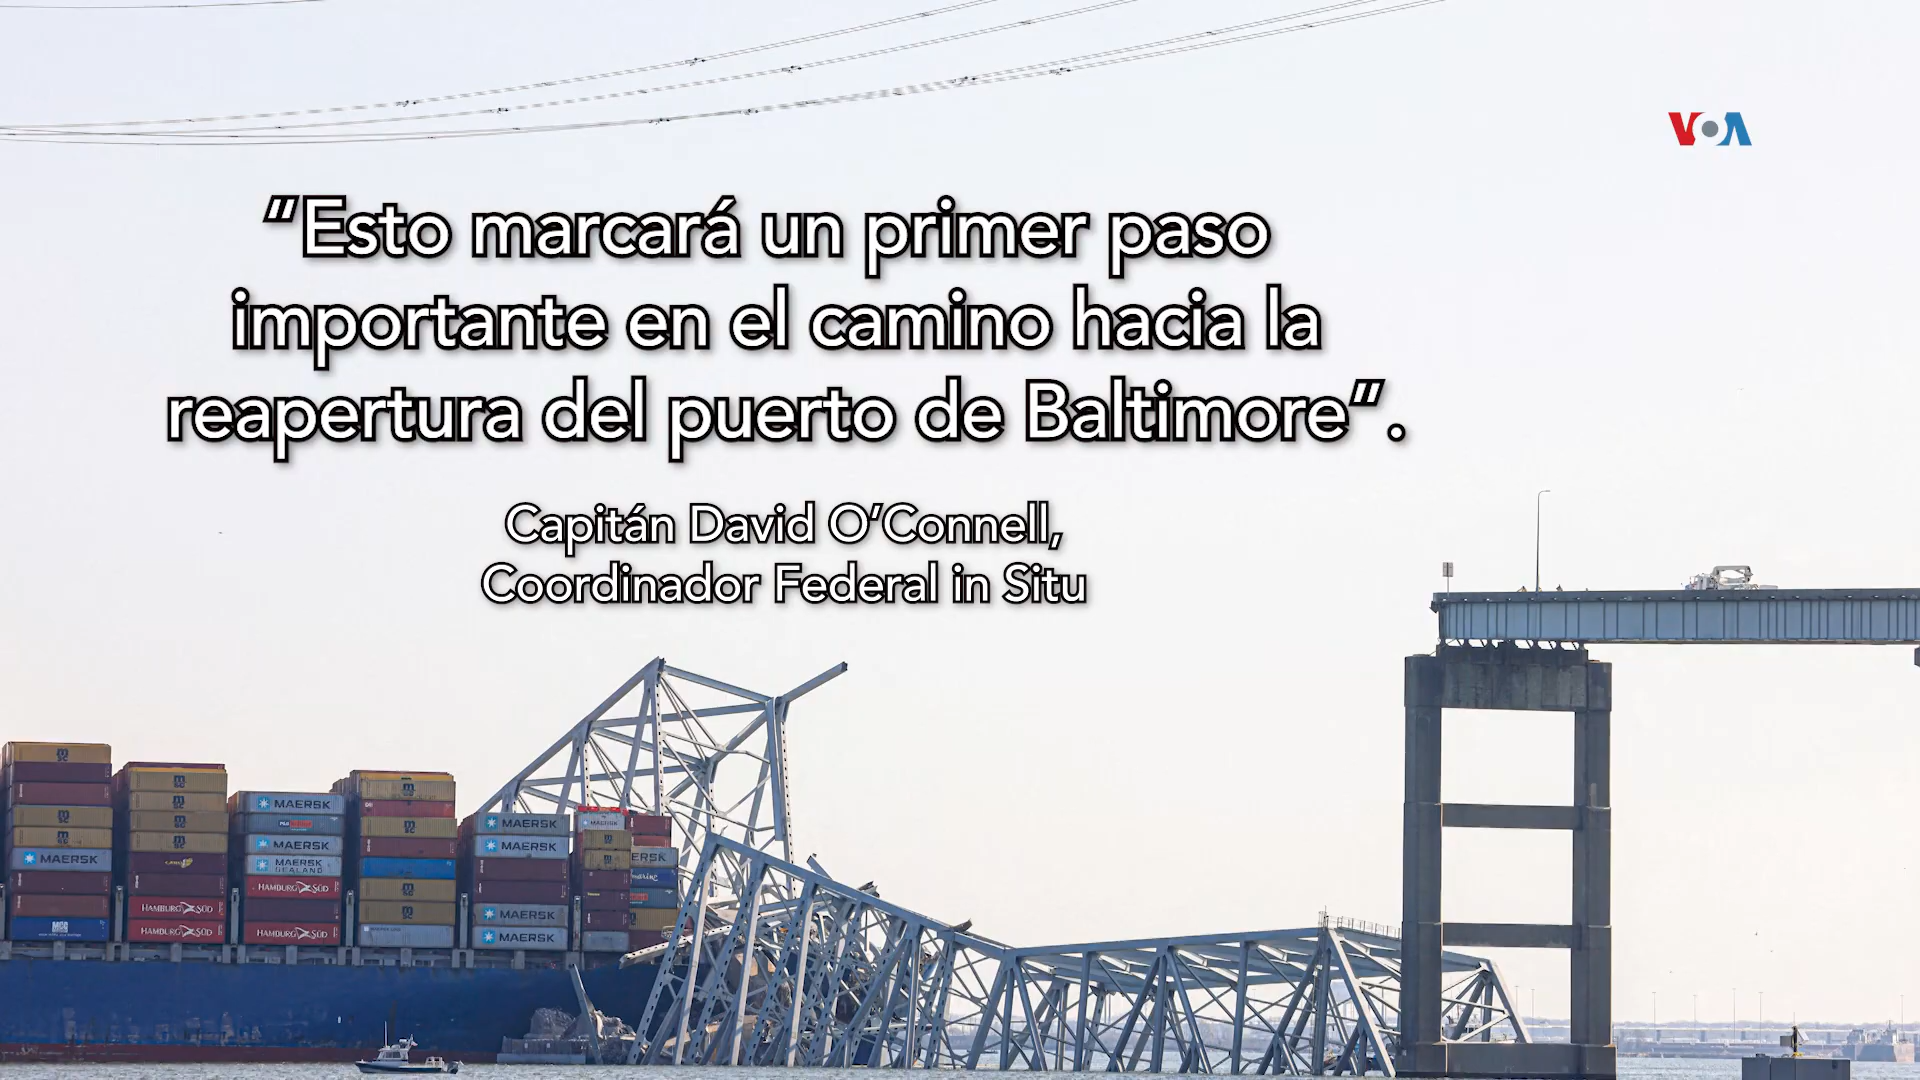 VOA
“Esto marcará un primer paso
importante en el camino hacia la
reapertura del puerto de Baltimore”.
Capitán David O’Connell,
Coordinador Federal in Situ
MAERSK
MAERSK
MAERSK
MAERSK
MAERSK
MAERSK
SEALAND
HAMBURG SÜD
HAMBURG SÜD
HAMBURG SÜD
HAMBURG SÜD
MAERSK
MAERSK